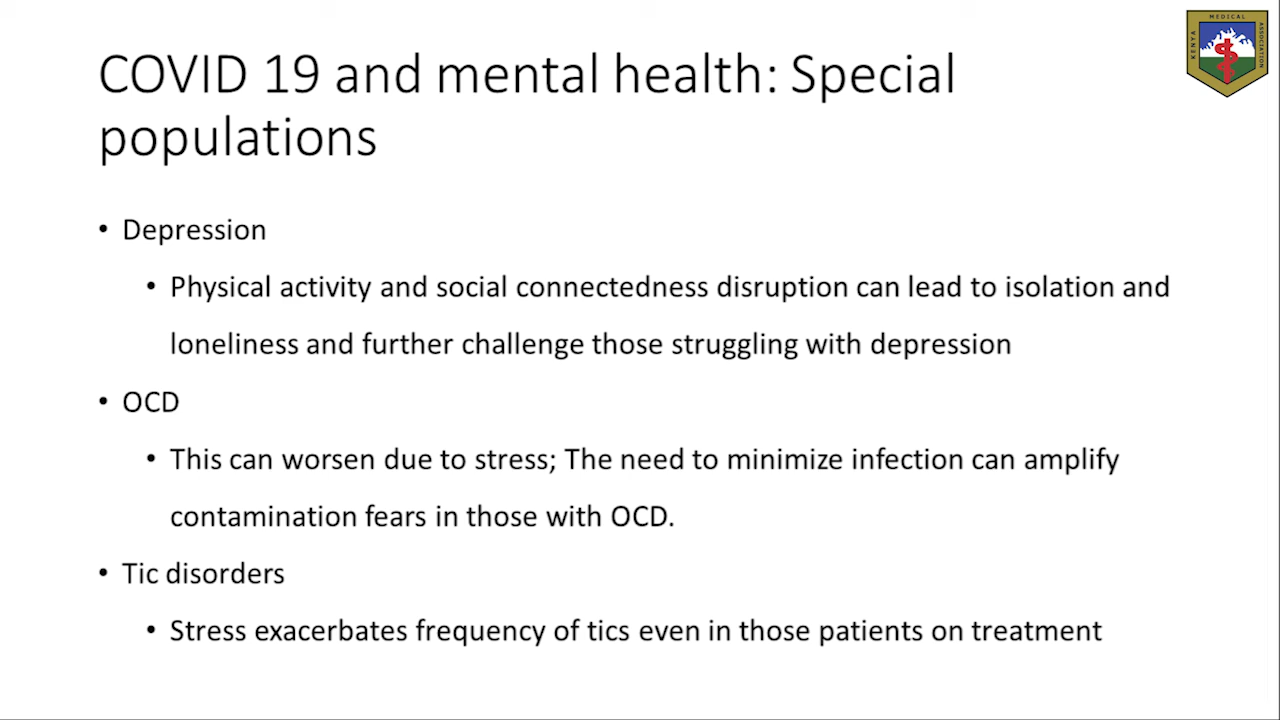 COVID 19 and mental health: Special
populations
• Depression
• Physical activity and social connectedness disruption can lead to isolation and
loneliness and further challenge those struggling with depression
• OCD
• This can worsen due to stress; The need to minimize infection can amplify
contamination fears in those with OCD.
• Tic disorders
• Stress exacerbates frequency of tics even in those patients on treatment
KENYA
MEDICAL
ASSOCIATION